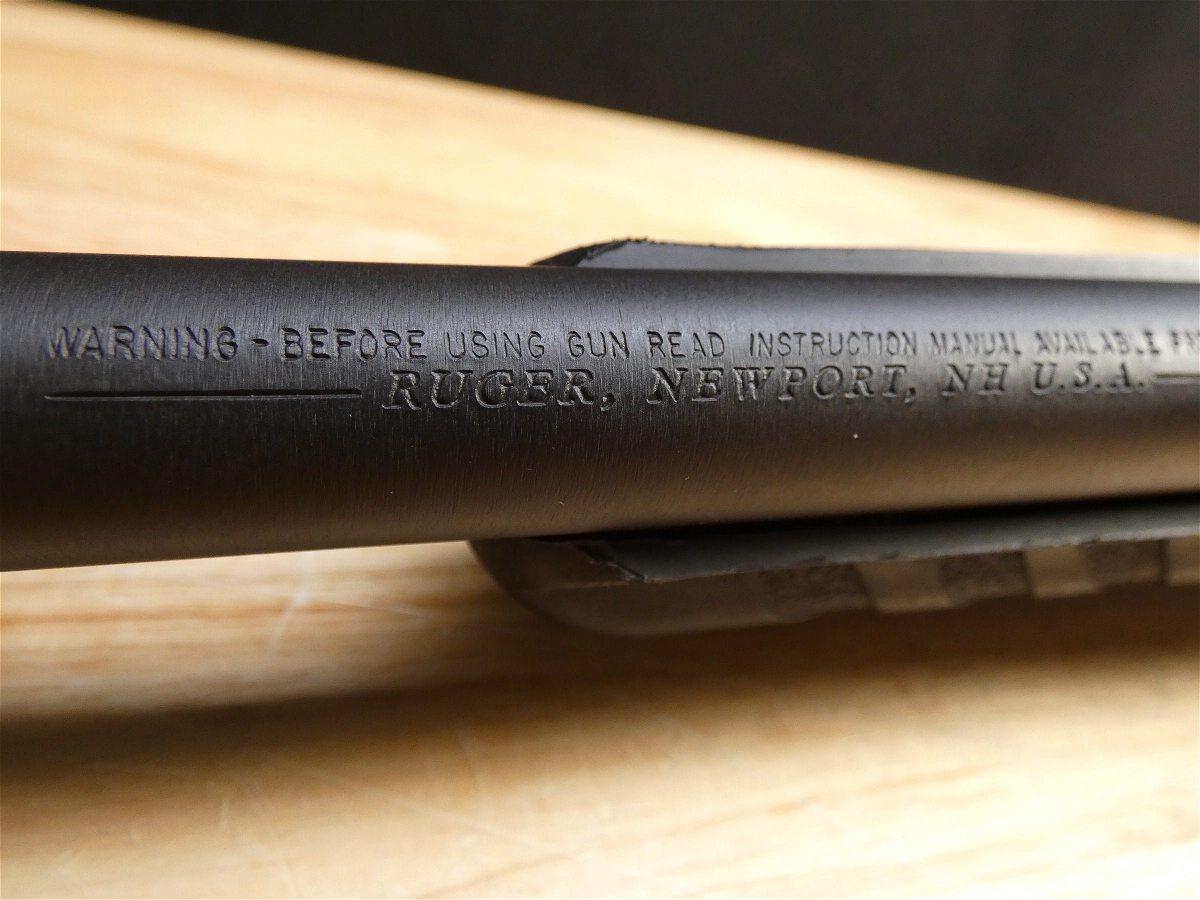 WARNING - BEFORE USING GUN READ INSTRUCTION MANUAL AVAILABLE
RUGER, NEWPORT, NH U.S.A.